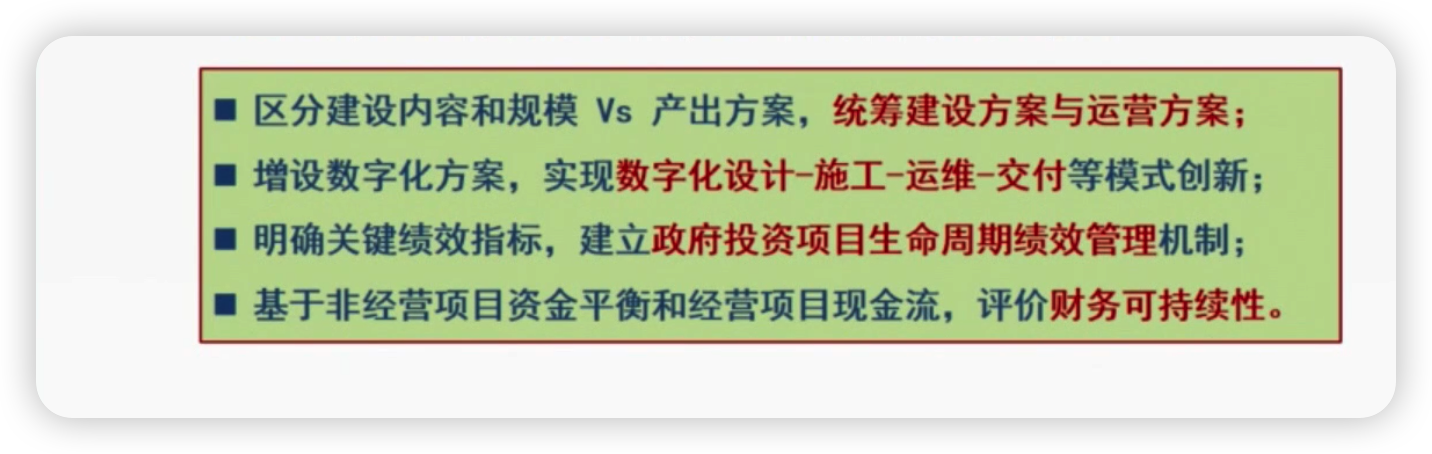 ■ 区分建设内容和规模 Vs 产出方案，统筹建设方案与运营方案；
■ 增设数字化方案，实现数字化设计-施工-运维-交付等模式创新；
■ 明确关键绩效指标，建立政府投资项目生命周期绩效管理机制；
■ 基于非经营项目资金平衡和经营项目现金流，评价财务可持续性。